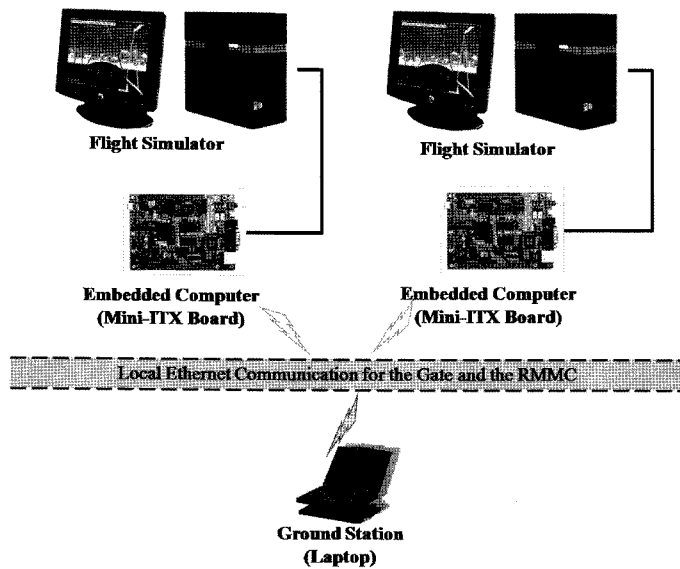 Flight Simulator
Flight Simulator
Embedded Computer
(Mini-ITX Board)
Embedded Computer
(Mini-ITX Board)
Local Ethernet Communication for the Gate and the RMMC
Ground Station
(Laptop)